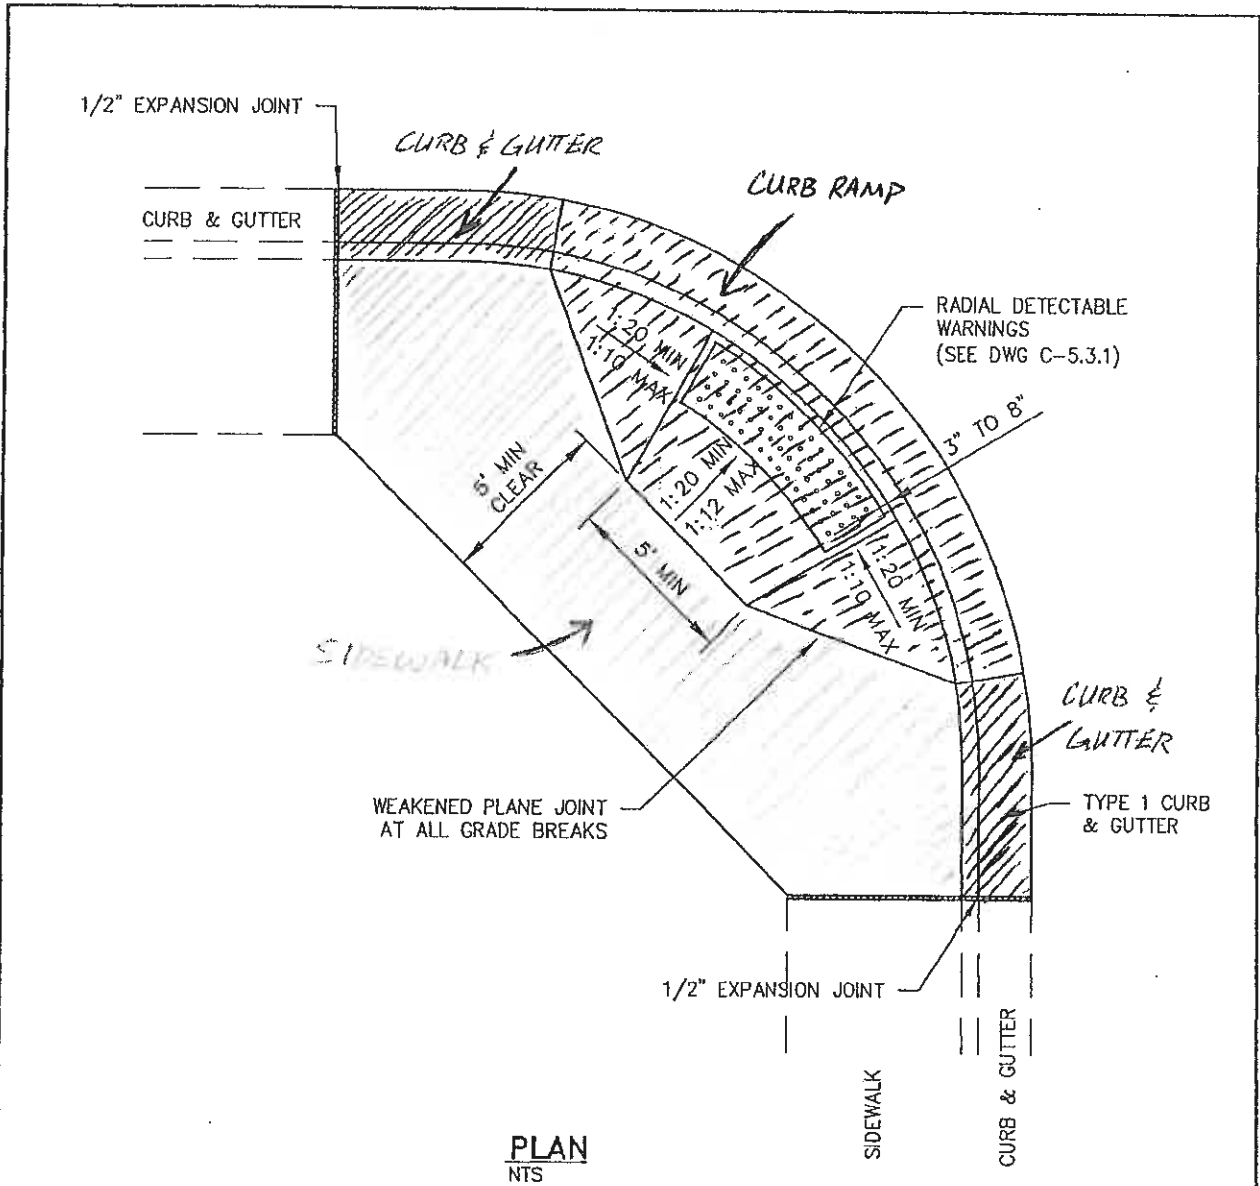 1/2" EXPANSION JOINT
CURB & GUTTER
CURB RAMP
CURB & GUTTER
RADIAL DETECTABLE
WARNINGS
(SEE DWG C-5.3.1)
3" TO 8"
1:20 MIN
1:10 MAX
5' MIN
CLEAR
1:20 MIN
1:12 MAX
5' MIN
1:20 MIN
1:10 MAX
SIDEWALK
CURB &
GUTTER
WEAKENED PLANE JOINT
AT ALL GRADE BREAKS
TYPE 1 CURB
& GUTTER
1/2" EXPANSION JOINT
SIDEWALK
CURB & GUTTER
PLAN
NTS